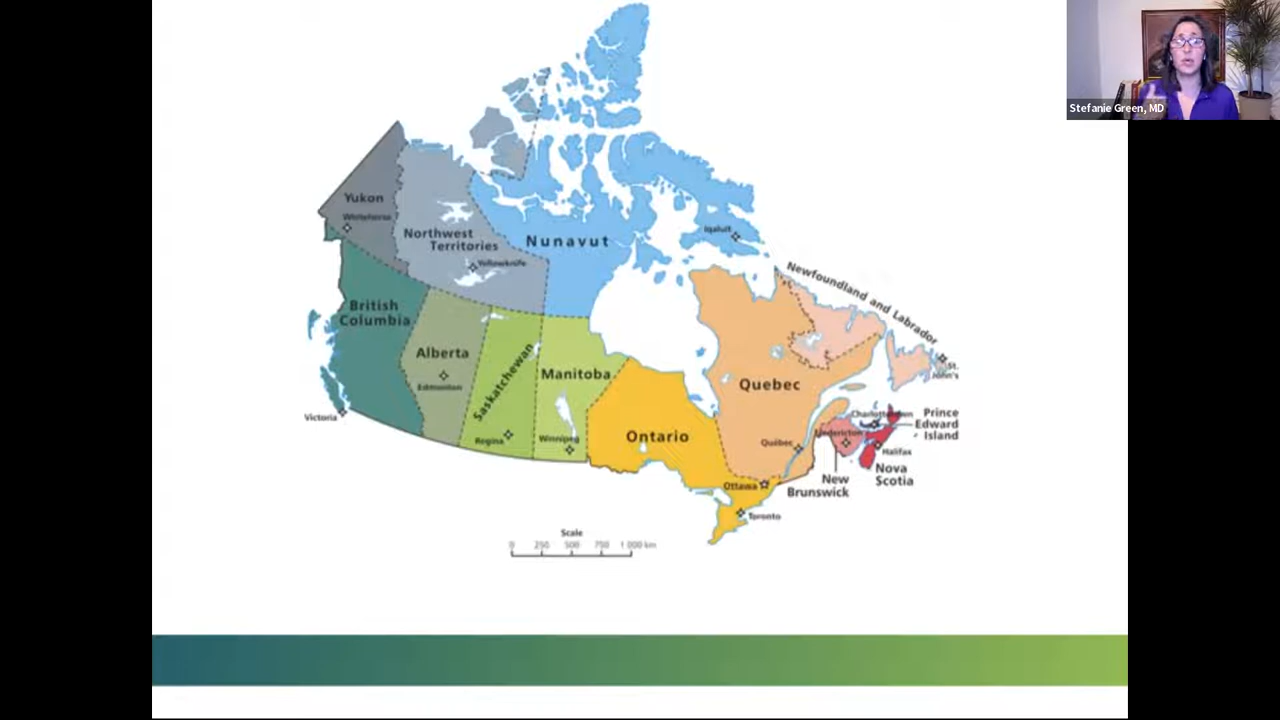 Stefanie Green, MD
Yukon
Whitehorse
Northwest
Territories
Yellowknife
Nunavut
Iqaluit
British
Columbia
Victoria
Alberta
Edmonton
Saskatchewan
Regina
Manitoba
Winnipeg
Ontario
Ottawa
Toronto
Quebec
Québec
Newfoundland and Labrador
St.
John's
Prince
Edward
Island
Charlottetown
Fredericton
Halifax
Nova
Scotia
New
Brunswick
Scale
0 250 500 750 1 000 km